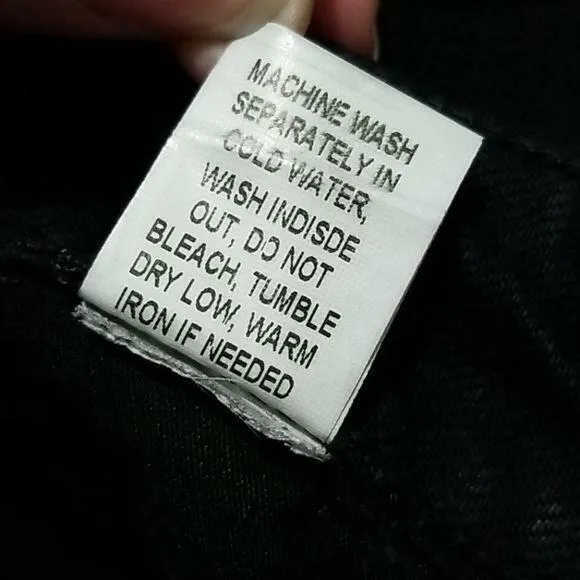 MACHINE WASH
SEPARATELY IN
COLD WATER,
WASH INDISDE
OUT, DO NOT
BLEACH, TUMBLE
DRY LOW, WARM
IRON IF NEEDED